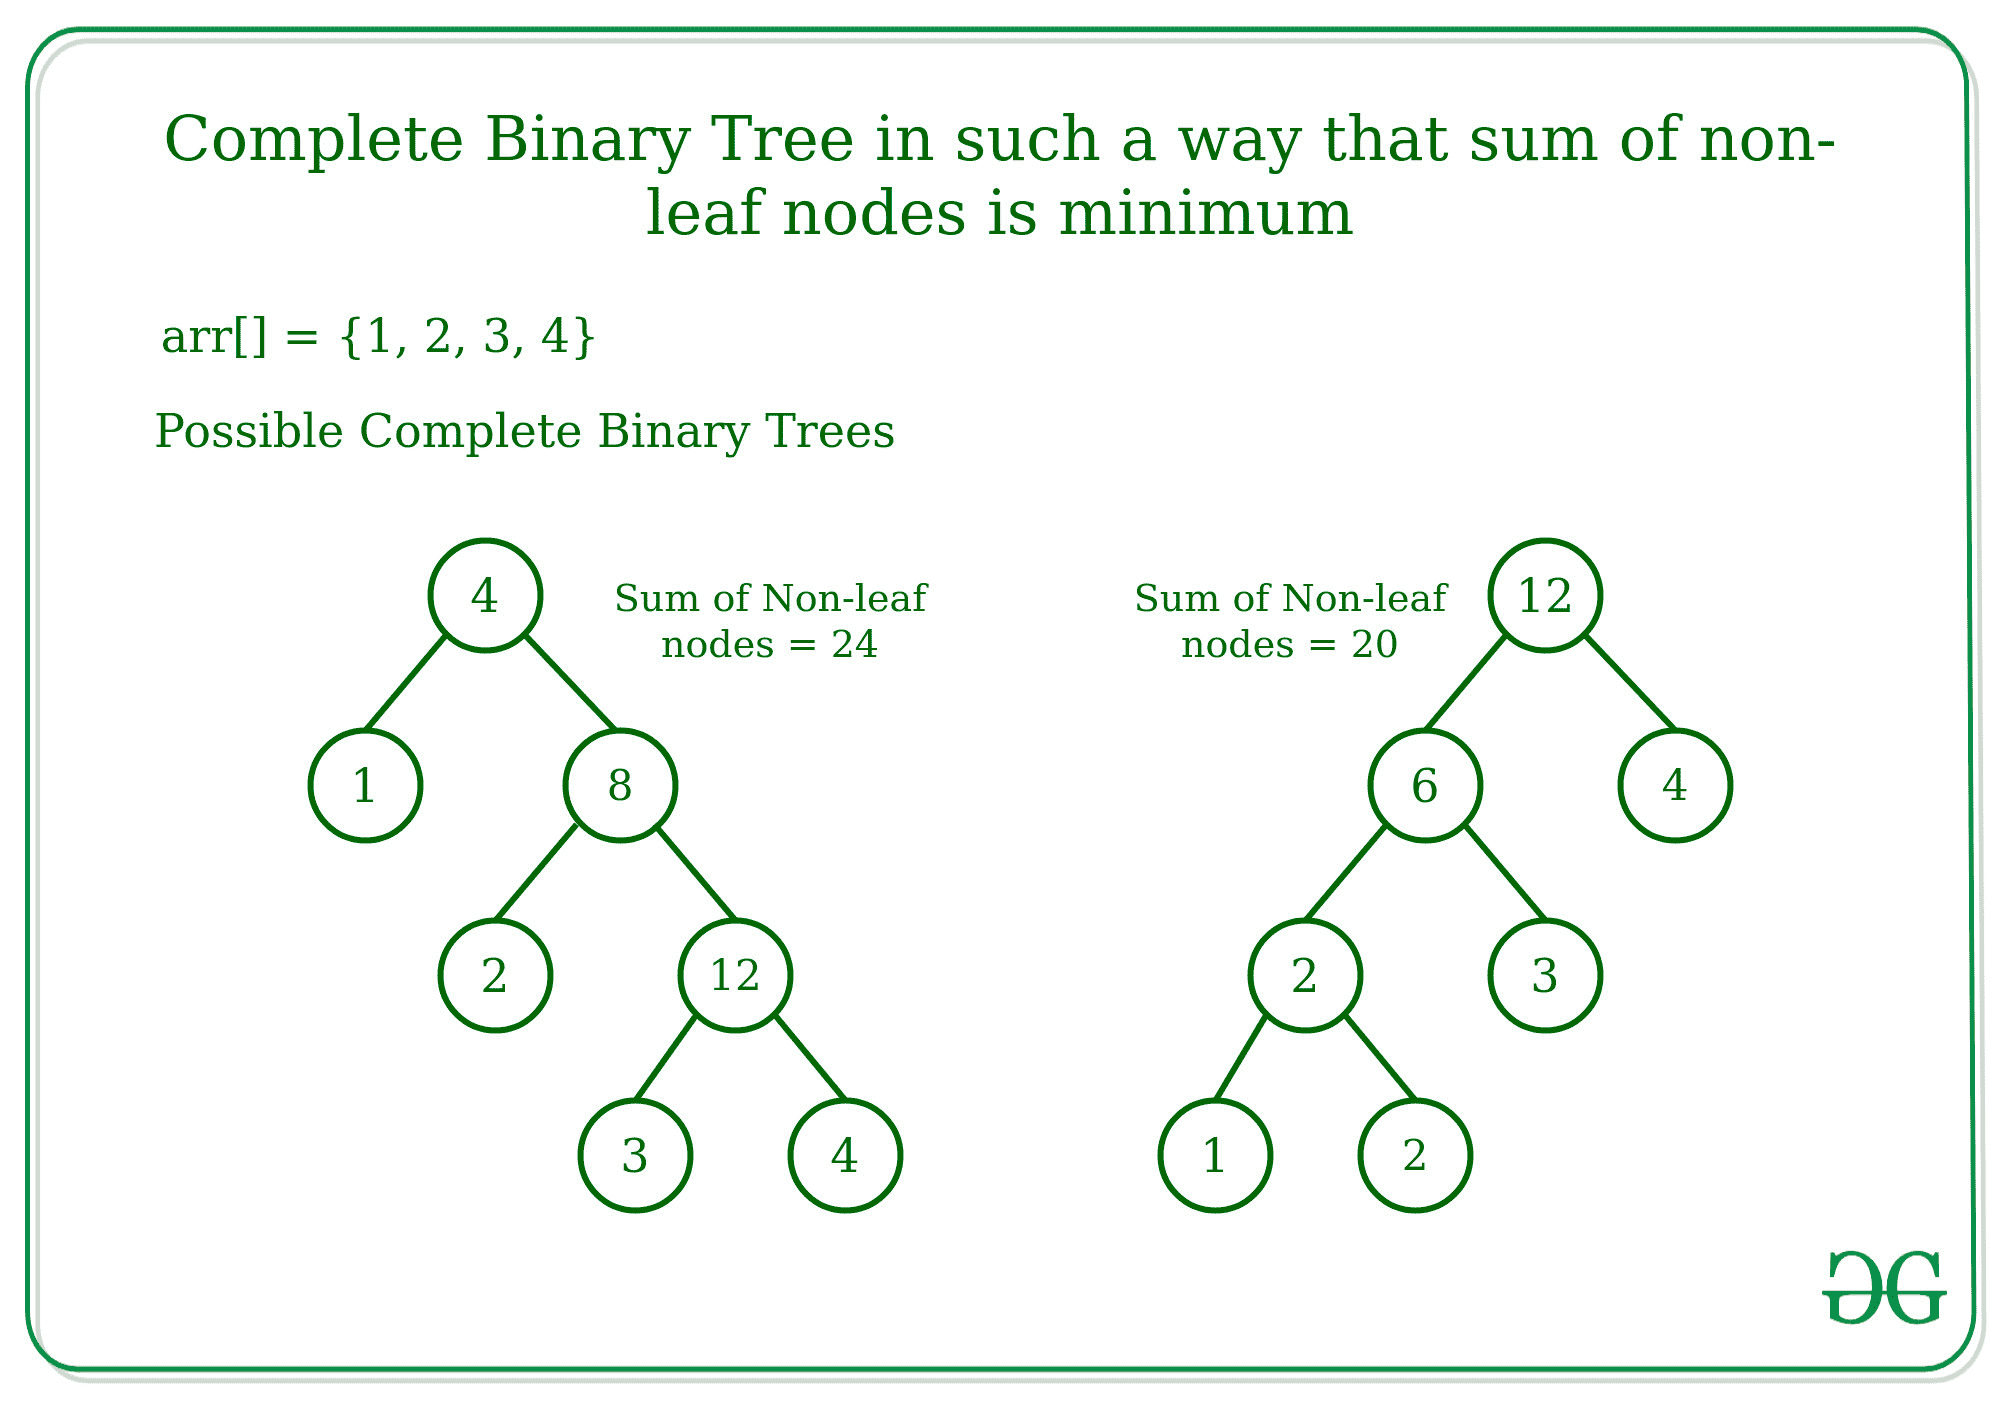 Complete Binary Tree in such a way that sum of non-
leaf nodes is minimum
arr[] = {1, 2, 3, 4}
Possible Complete Binary Trees
4
Sum of Non-leaf
nodes = 24
1
8
2
12
3
4
Sum of Non-leaf
nodes = 20
12
6
4
2
3
1
2
GG